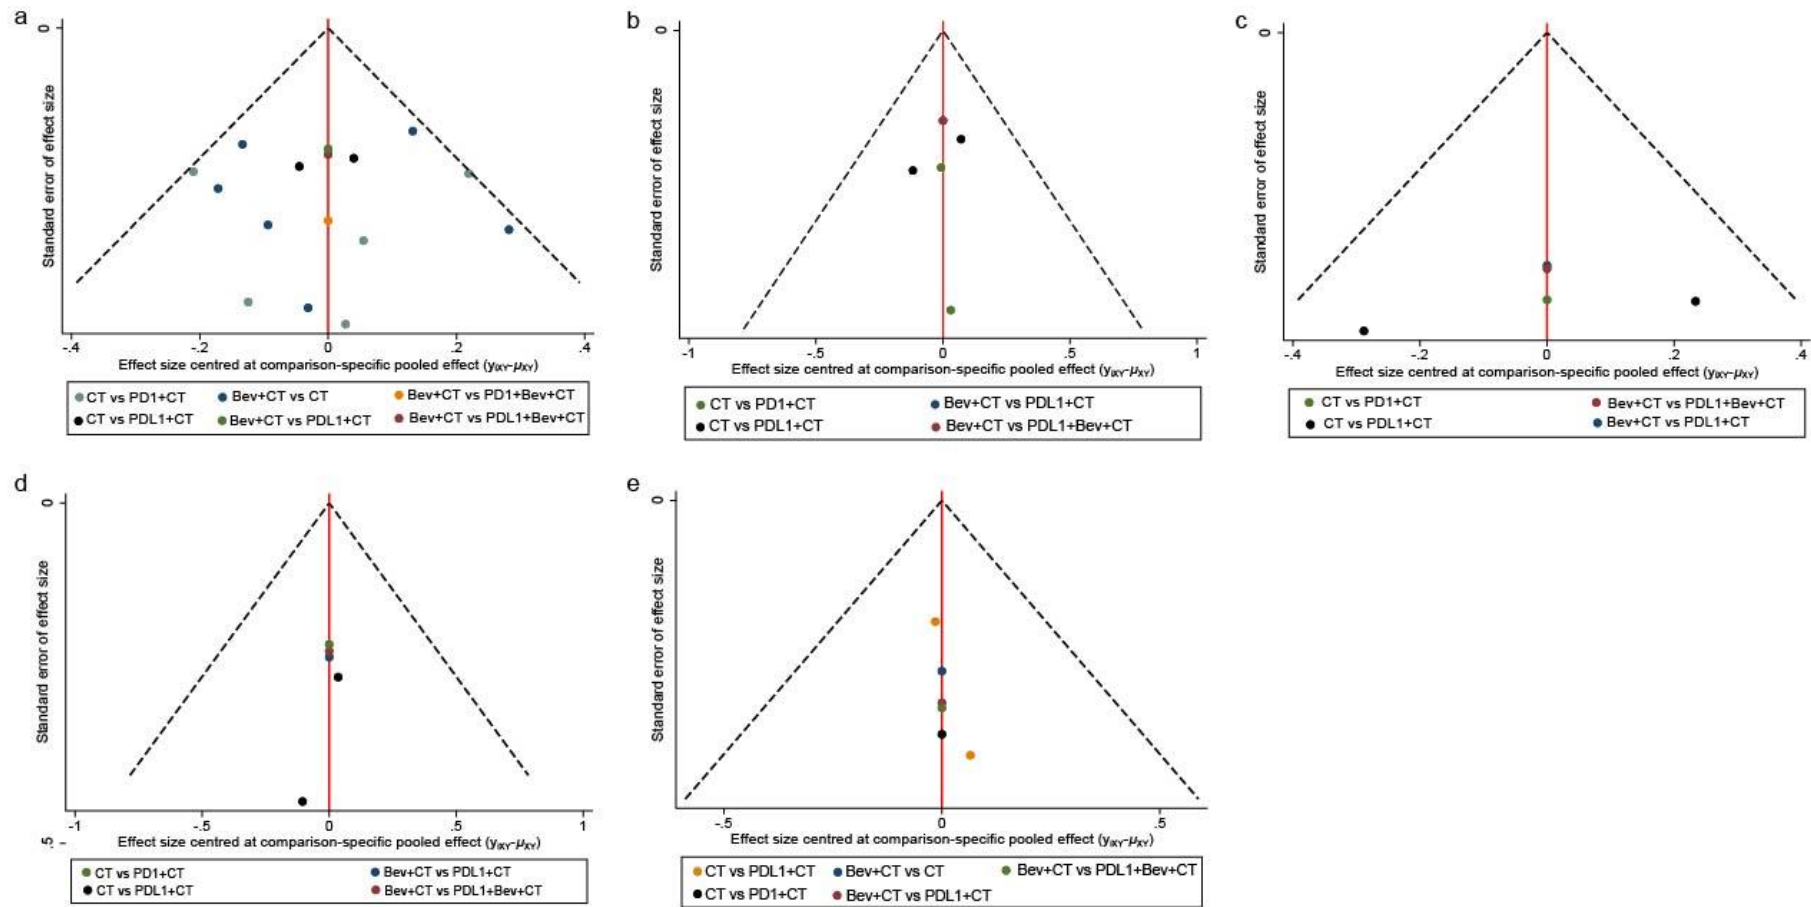 a
0
Standard error of effect size
-.4
-.2
0
.2
.4
Effect size centred at comparison-specific pooled effect (yiXY-μXY)
CT vs PD1+CT
Bev+CT vs CT
Bev+CT vs PD1+Bev+CT
CT vs PDL1+CT
Bev+CT vs PDL1+CT
Bev+CT vs PDL1+Bev+CT
b
0
Standard error of effect size
-1
-.5
0
.5
1
Effect size centred at comparison-specific pooled effect (yiXY-μXY)
CT vs PD1+CT
Bev+CT vs PDL1+CT
CT vs PDL1+CT
Bev+CT vs PDL1+Bev+CT
c
0
Standard error of effect size
-.4
-.2
0
.2
.4
Effect size centred at comparison-specific pooled effect (yiXY-μXY)
CT vs PD1+CT
Bev+CT vs PDL1+Bev+CT
CT vs PDL1+CT
Bev+CT vs PDL1+CT
d
0
Standard error of effect size
.5
-1
-.5
0
.5
1
Effect size centred at comparison-specific pooled effect (yiXY-μXY)
CT vs PD1+CT
Bev+CT vs PDL1+CT
CT vs PDL1+CT
Bev+CT vs PDL1+Bev+CT
e
0
Standard error of effect size
-.5
0
.5
Effect size centred at comparison-specific pooled effect (yiXY-μXY)
CT vs PDL1+CT
Bev+CT vs CT
Bev+CT vs PDL1+Bev+CT
CT vs PD1+CT
Bev+CT vs PDL1+CT